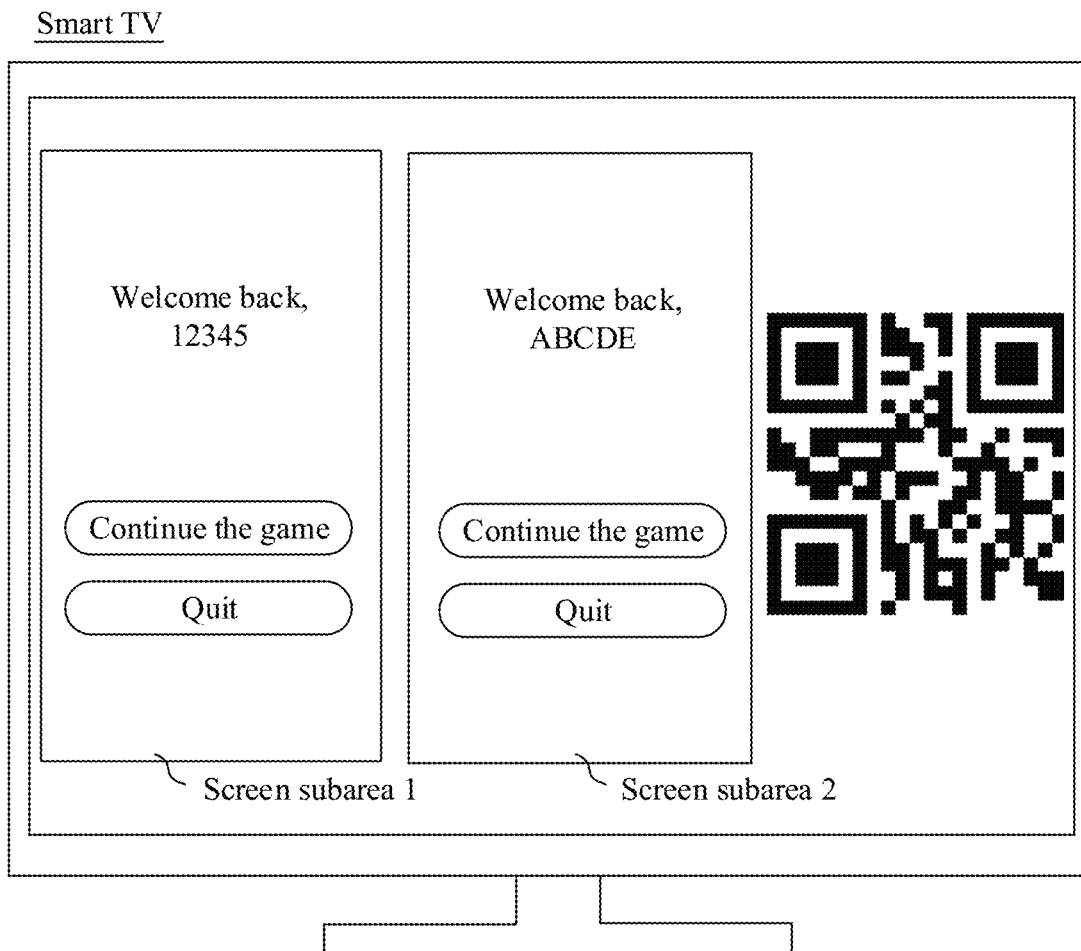 Smart TV
Welcome back,
12345
Continue the game
Quit
Screen subarea 1
Welcome back,
ABCDE
Continue the game
Quit
Screen subarea 2